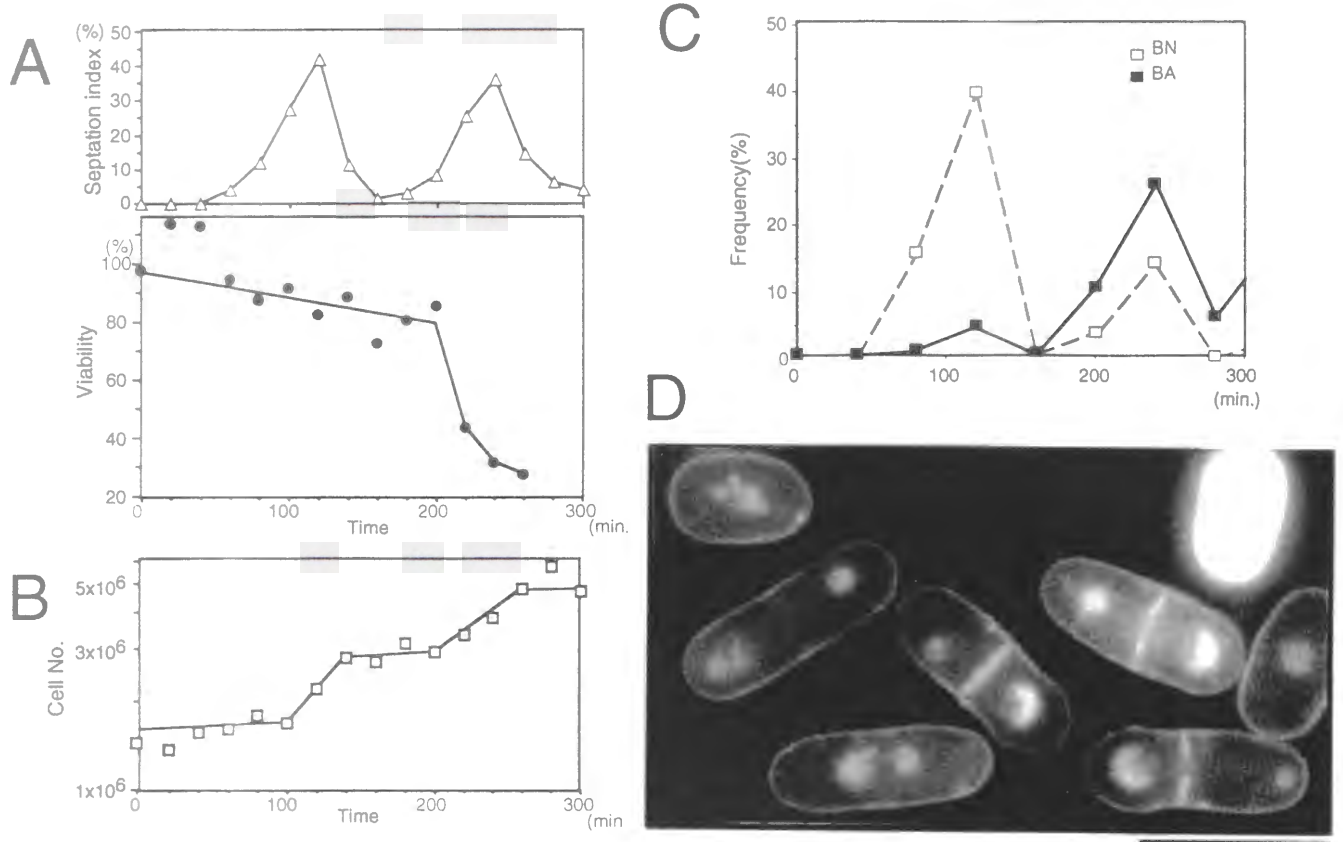 A
(%)
50
40
30
20
10
0
Septation index
(%)
100
80
60
40
20
Viability
0
100
200
300
Time
(min.
B
5x10⁶
3x10⁶
1x10⁶
Cell No.
0
100
200
300
Time
(min
C
50
40
30
20
10
0
Frequency(%)
BN
BA
0
100
200
300
(min.)
D